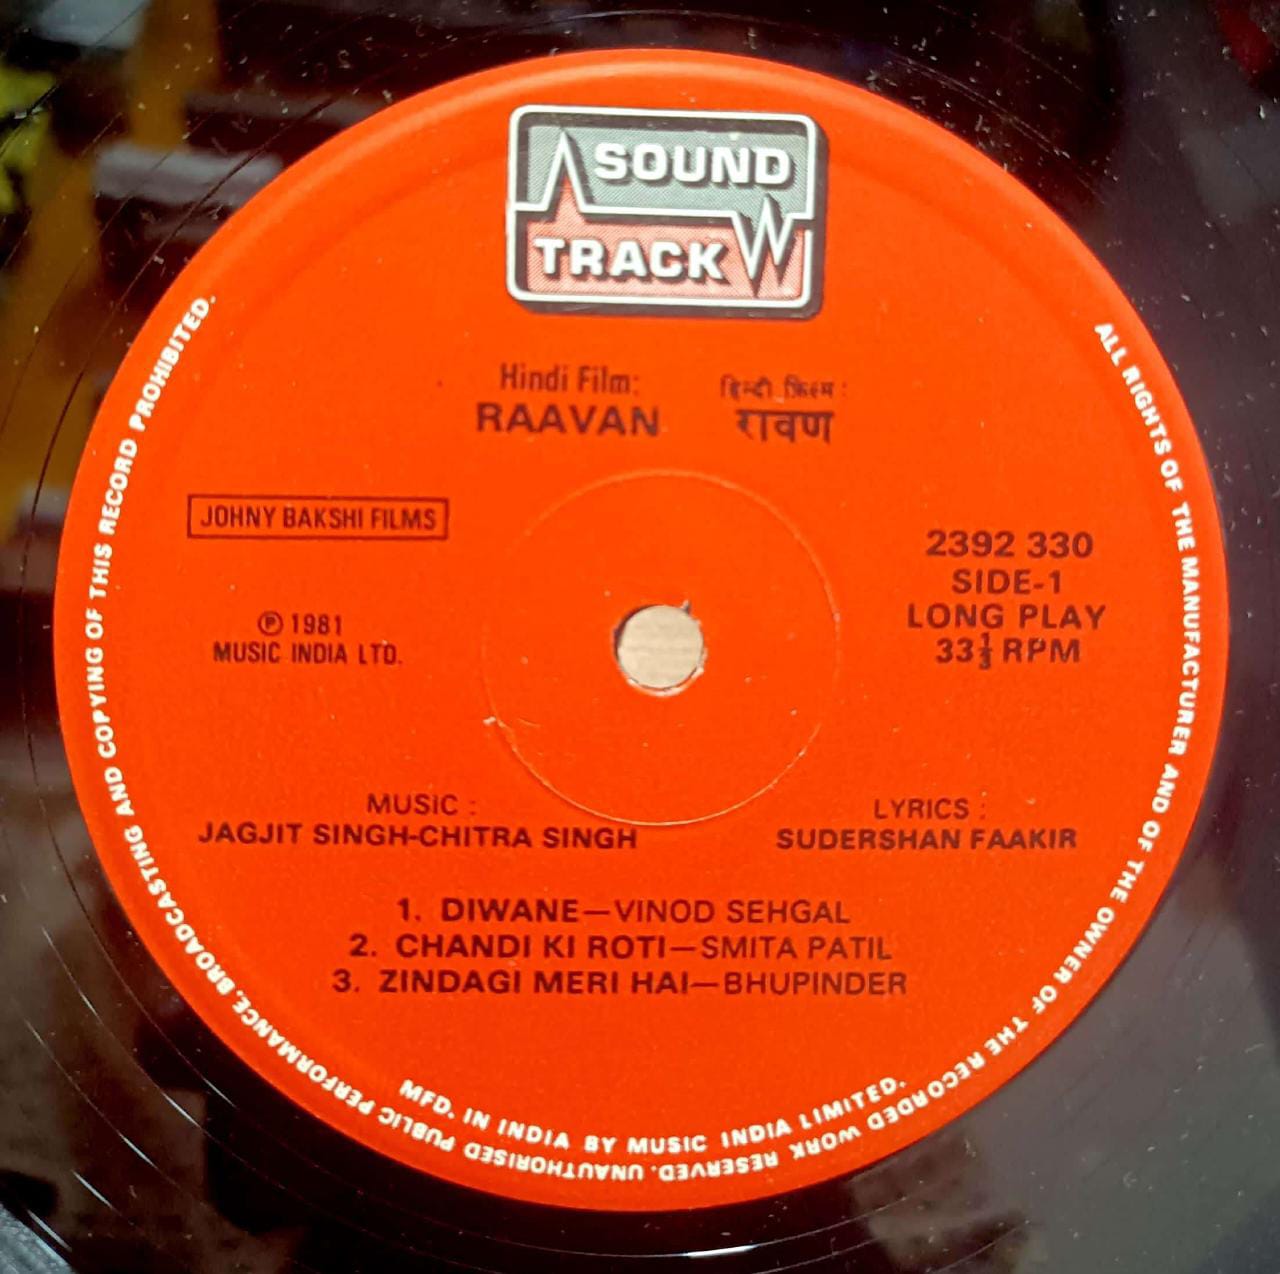 SOUND
TRACK
Hindi Film:
RAAVAN
हिन्दी फ़िल्म :
रावण
JOHNY BAKSHI FILMS
℗ 1981
MUSIC INDIA LTD.
2392 330
SIDE-1
LONG PLAY
33⅓ RPM
MUSIC :
JAGJIT SINGH-CHITRA SINGH
LYRICS :
SUDERSHAN FAAKIR
1. DIWANE—VINOD SEHGAL
2. CHANDI KI ROTI—SMITA PATIL
3. ZINDAGI MERI HAI—BHUPINDER
MFD. IN INDIA BY MUSIC INDIA LIMITED.
ALL RIGHTS OF THE MANUFACTURER AND OF THE OWNER OF THE RECORDED WORK RESERVED. UNAUTHORISED PUBLIC PERFORMANCE, BROADCASTING AND COPYING OF THIS RECORD PROHIBITED.